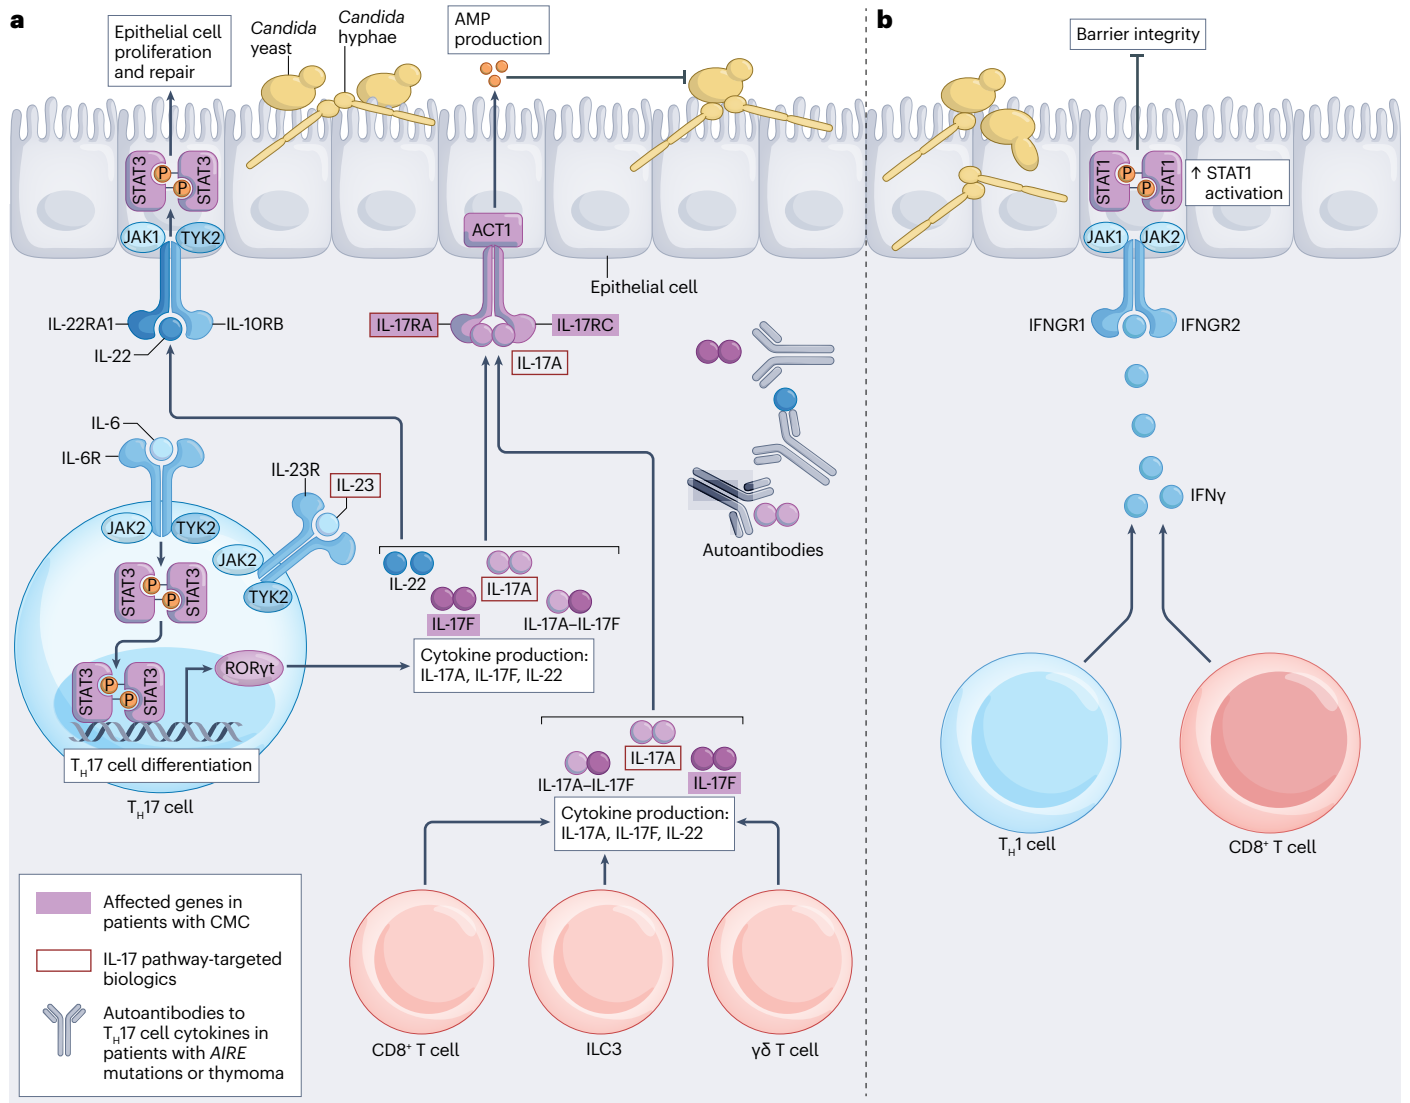 a
Epithelial cell
proliferation
and repair
Candida
yeast
Candida
hyphae
AMP
production
STAT3
P
P
STAT3
JAK1
TYK2
ACT1
Epithelial cell
IL-22RA1
IL-10RB
IL-22
IL-17RA
IL-17RC
IL-17A
IL-6
IL-6R
IL-23R
IL-23
JAK2
TYK2
JAK2
TYK2
STAT3
P
P
STAT3
STAT3
P
P
STAT3
RORγt
TH17 cell differentiation
TH17 cell
IL-22
IL-17A
IL-17F
IL-17A–IL-17F
Cytokine production:
IL-17A, IL-17F, IL-22
Autoantibodies
IL-17A
IL-17A–IL-17F
IL-17F
Cytokine production:
IL-17A, IL-17F, IL-22
CD8+ T cell
ILC3
γδ T cell
Affected genes in
patients with CMC
IL-17 pathway-targeted
biologics
Autoantibodies to
TH17 cell cytokines in
patients with AIRE
mutations or thymoma
b
Barrier integrity
STAT1
P
P
STAT1
↑ STAT1
activation
JAK1
JAK2
IFNGR1
IFNGR2
IFNγ
TH1 cell
CD8+ T cell